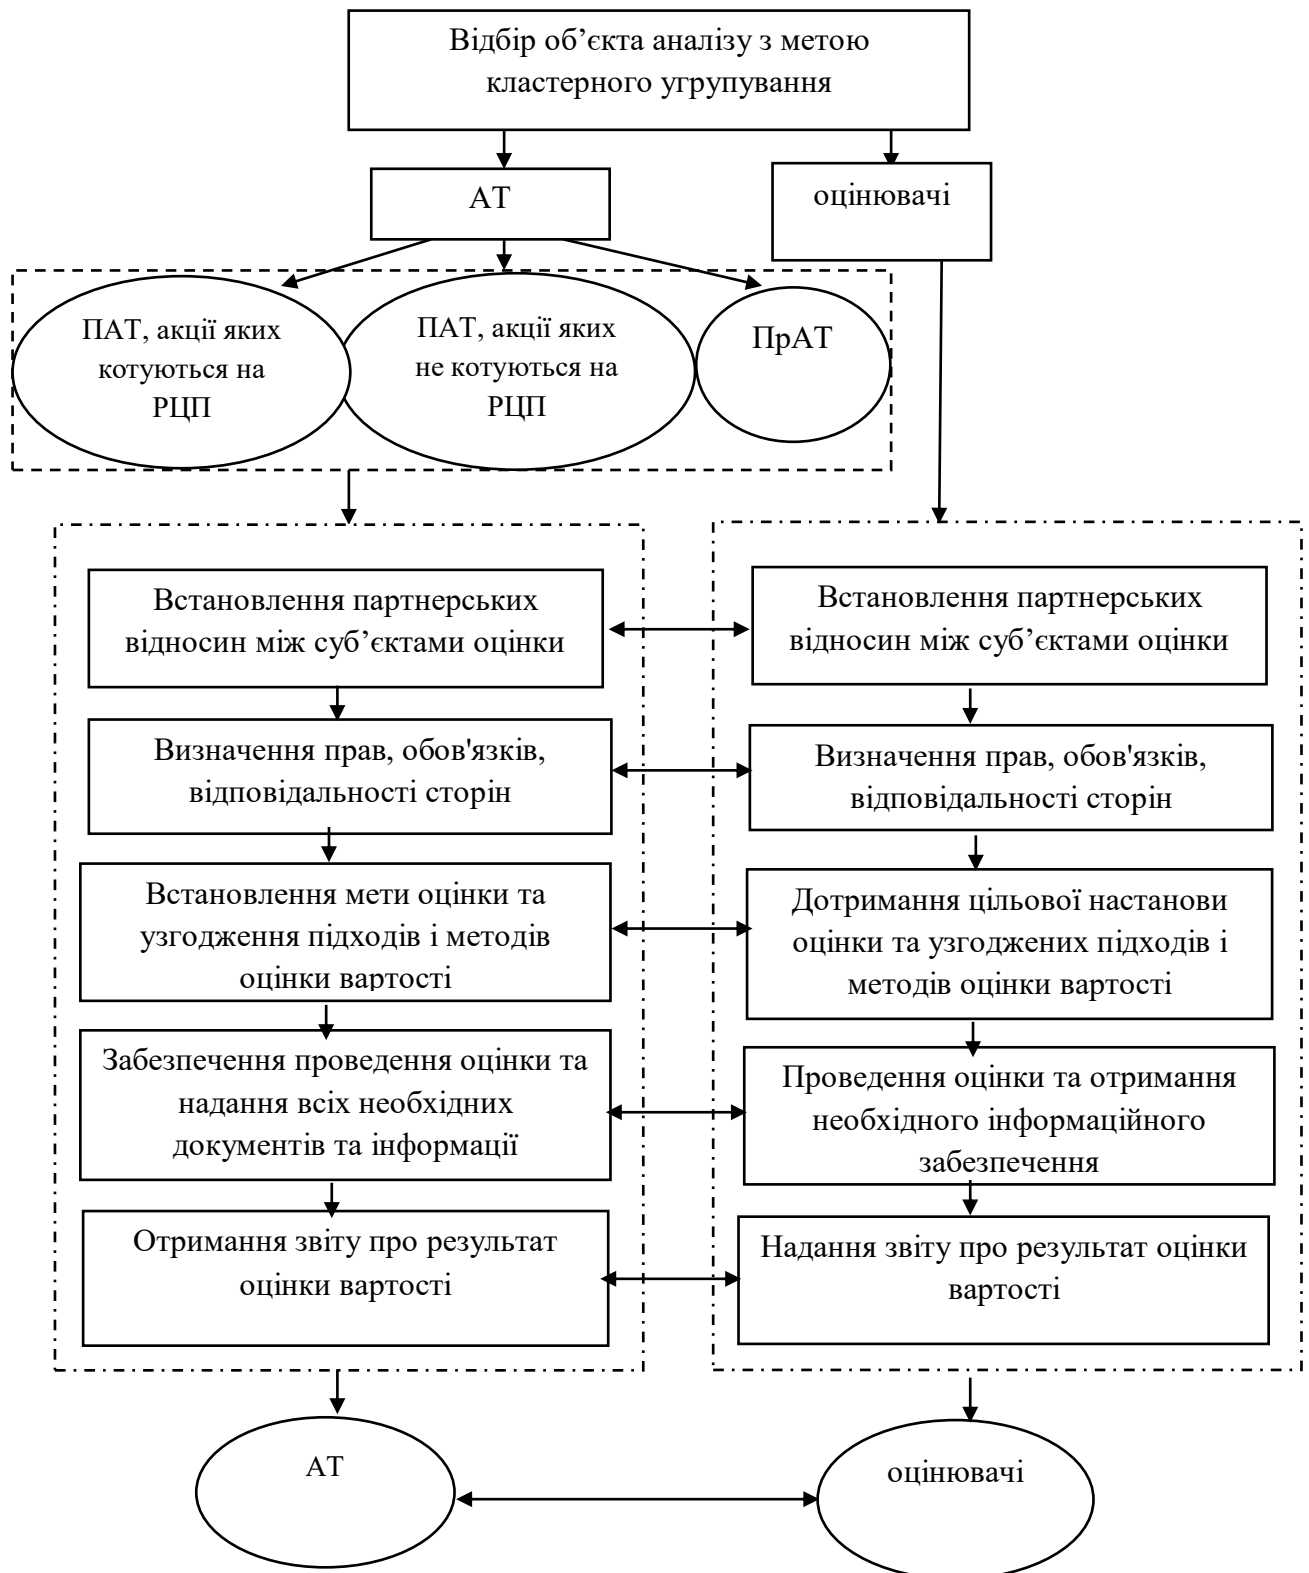 Відбір об’єкта аналізу з метою
кластерного угрупування
АТ
оцінювачі
ПАТ, акції яких
котуються на
РЦП
ПАТ, акції яких
не котуються на
РЦП
ПрАТ
Встановлення партнерських
відносин між суб’єктами оцінки
Встановлення партнерських
відносин між суб’єктами оцінки
Визначення прав, обов'язків,
відповідальності сторін
Визначення прав, обов'язків,
відповідальності сторін
Встановлення мети оцінки та
узгодження підходів і методів
оцінки вартості
Дотримання цільової настанови
оцінки та узгоджених підходів і
методів оцінки вартості
Забезпечення проведення оцінки та
надання всіх необхідних
документів та інформації
Проведення оцінки та отримання
необхідного інформаційного
забезпечення
Отримання звіту про результат
оцінки вартості
Надання звіту про результат оцінки
вартості
АТ
оцінювачі